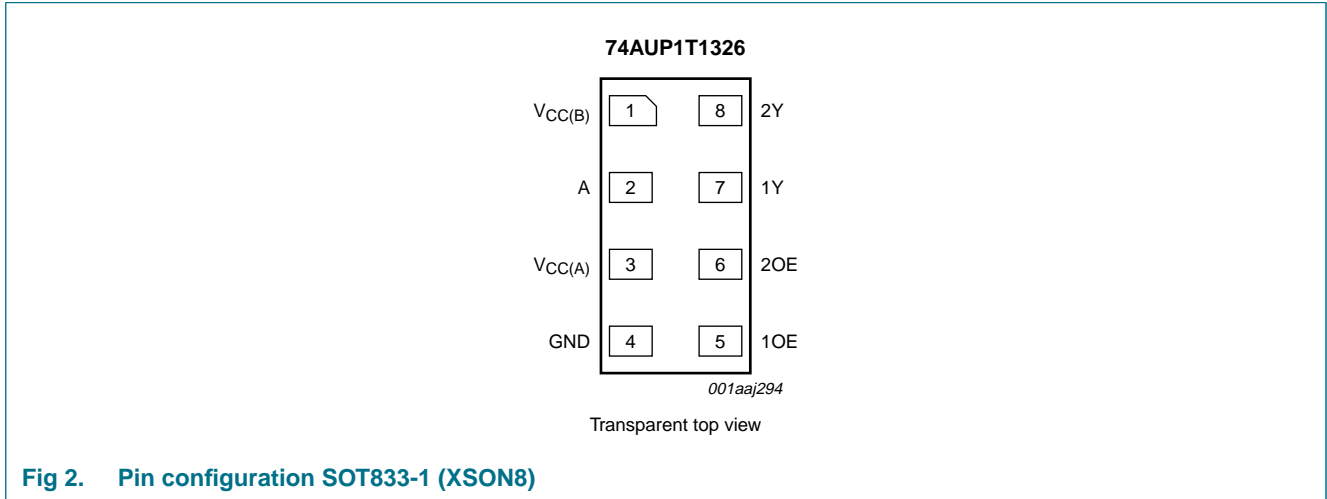 74AUP1T1326
VCC(B) 1 8 2Y
A 2 7 1Y
VCC(A) 3 6 2OE
GND 4 5 1OE
001aaj294
Transparent top view
Fig 2. Pin configuration SOT833-1 (XSON8)